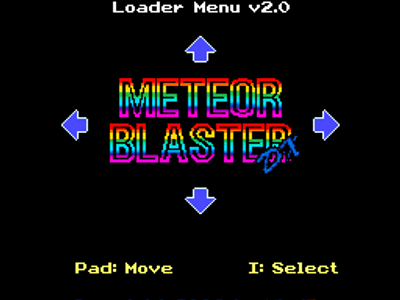 Loader Menu v2.0
METEOR
BLASTER
DX
Pad: Move I: Select